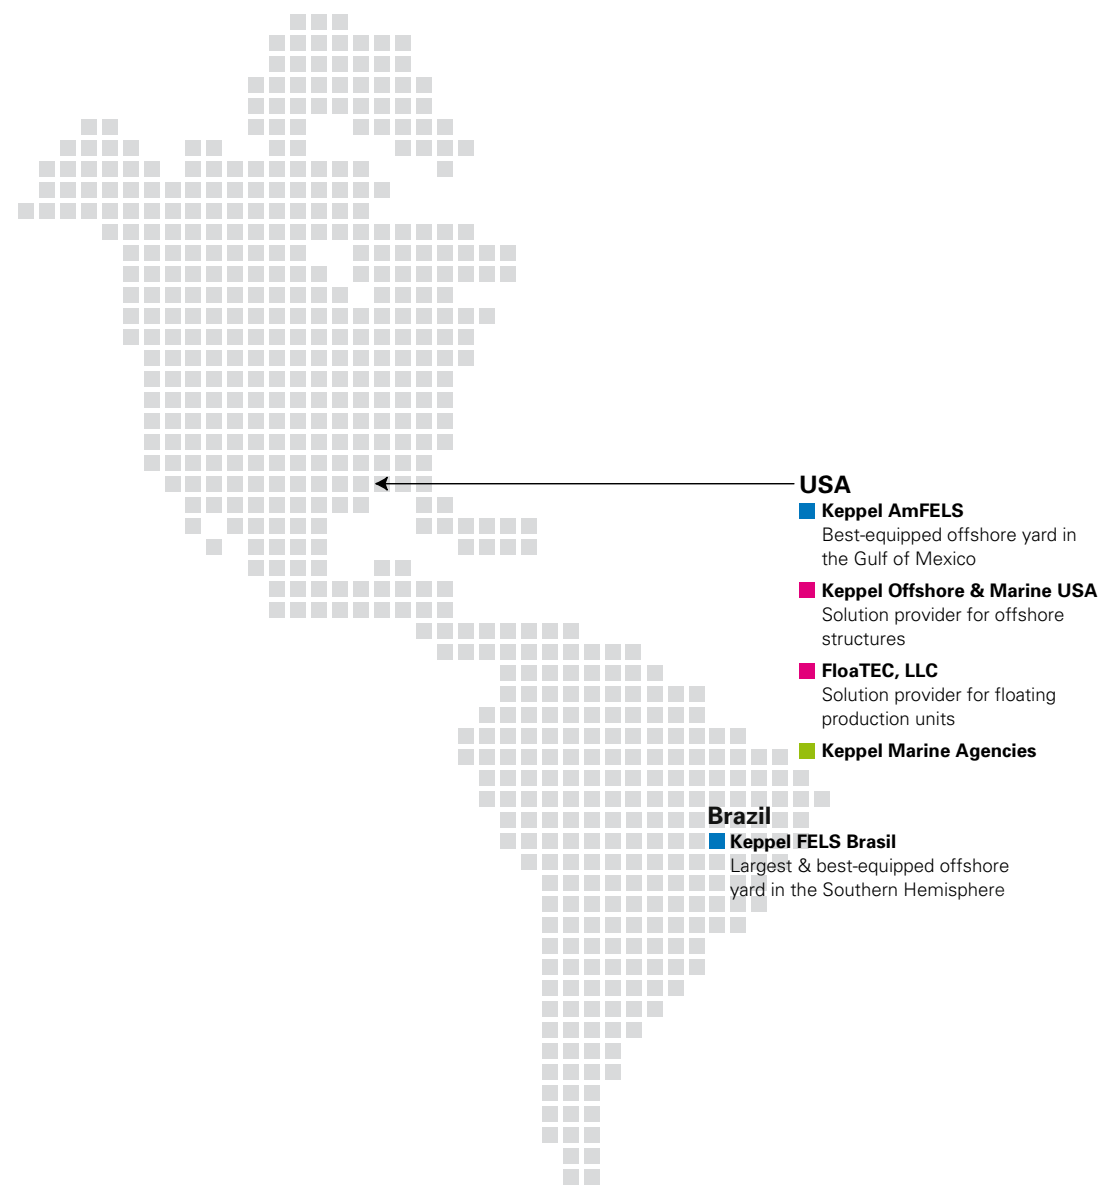 USA
Keppel AmFELS
Best-equipped offshore yard in
the Gulf of Mexico
Keppel Offshore & Marine USA
Solution provider for offshore
structures
FloaTEC, LLC
Solution provider for floating
production units
Keppel Marine Agencies
Brazil
Keppel FELS Brasil
Largest & best-equipped offshore
yard in the Southern Hemisphere